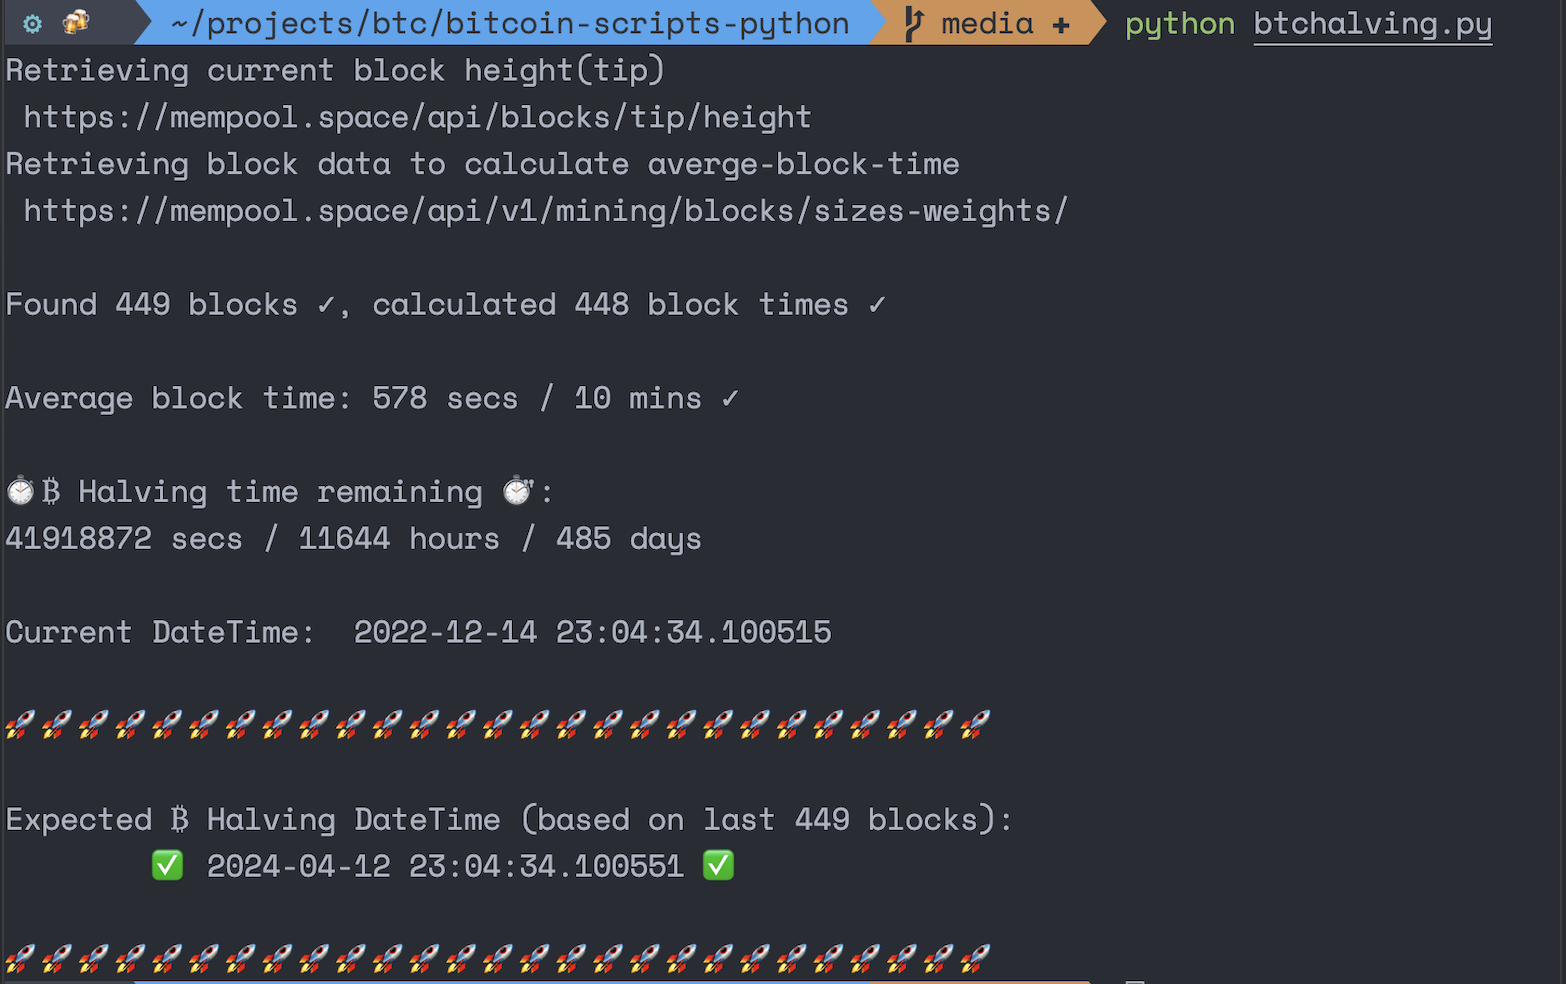 ~/projects/btc/bitcoin-scripts-python media + python btchalving.py
Retrieving current block height(tip)
https://mempool.space/api/blocks/tip/height
Retrieving block data to calculate averge-block-time
https://mempool.space/api/v1/mining/blocks/sizes-weights/
Found 449 blocks ✓, calculated 448 block times ✓
Average block time: 578 secs / 10 mins ✓
⏱₿ Halving time remaining ⏱:
41918872 secs / 11644 hours / 485 days
Current DateTime:  2022-12-14 23:04:34.100515
Expected ₿ Halving DateTime (based on last 449 blocks):
✅ 2024-04-12 23:04:34.100551 ✅